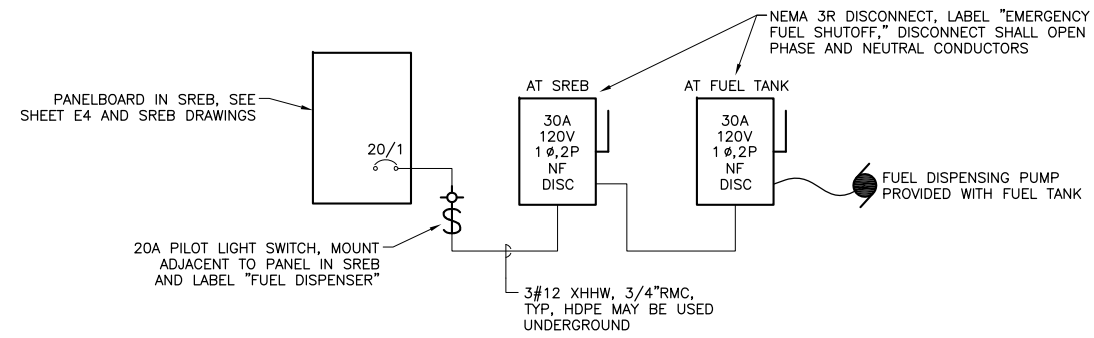 NEMA 3R DISCONNECT, LABEL "EMERGENCY
FUEL SHUTOFF," DISCONNECT SHALL OPEN
PHASE AND NEUTRAL CONDUCTORS
PANELBOARD IN SREB, SEE
SHEET E4 AND SREB DRAWINGS
20/1
AT SREB
30A
120V
1 ø,2P
NF
DISC
AT FUEL TANK
30A
120V
1 ø,2P
NF
DISC
FUEL DISPENSING PUMP
PROVIDED WITH FUEL TANK
$
20A PILOT LIGHT SWITCH, MOUNT
ADJACENT TO PANEL IN SREB
AND LABEL "FUEL DISPENSER"
3#12 XHHW, 3/4"RMC,
TYP, HDPE MAY BE USED
UNDERGROUND